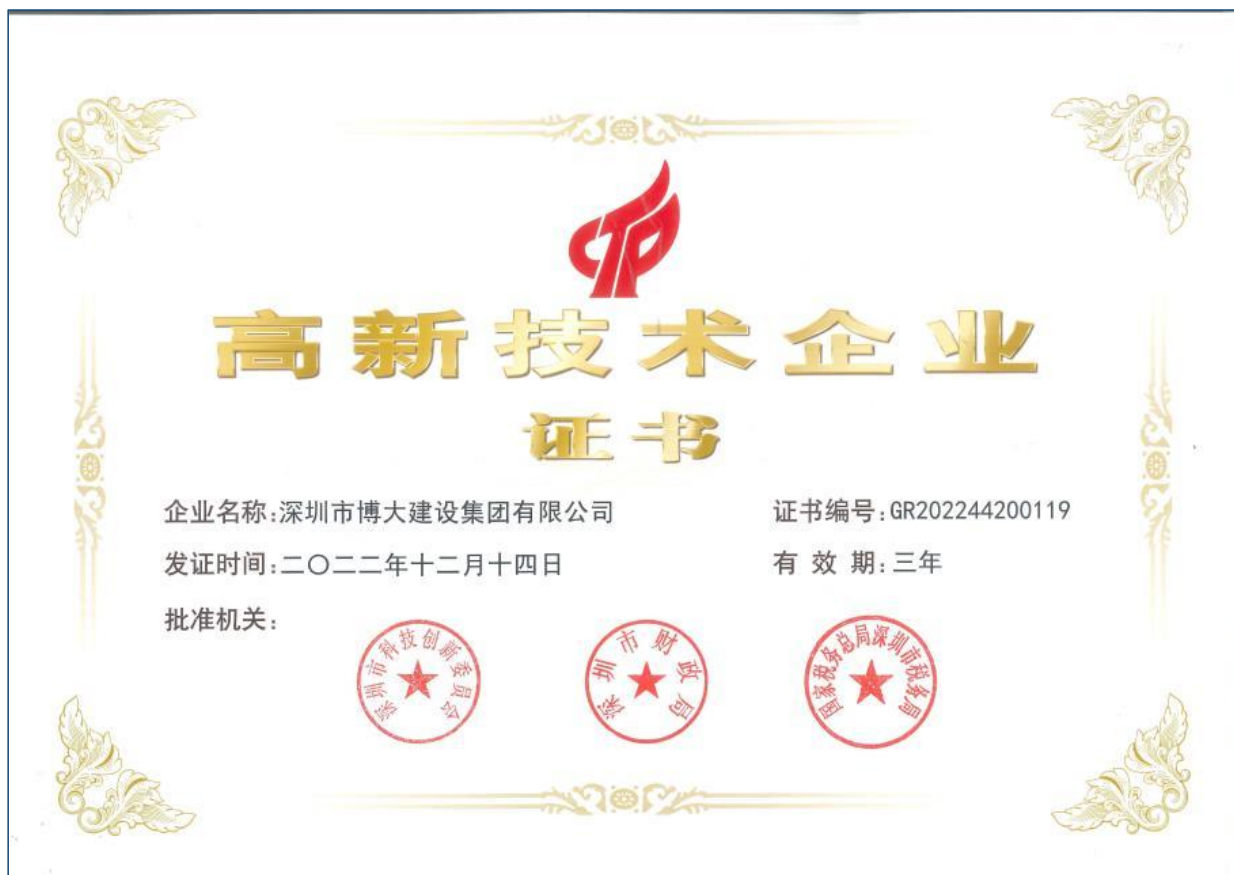 高新技术企业
证书
企业名称:深圳市博大建设集团有限公司
证书编号:GR202244200119
发证时间:二〇二二年十二月十四日
有效期:三年
批准机关:
深圳市科技创新委员会
深圳市财政局
国家税务总局深圳市税务局